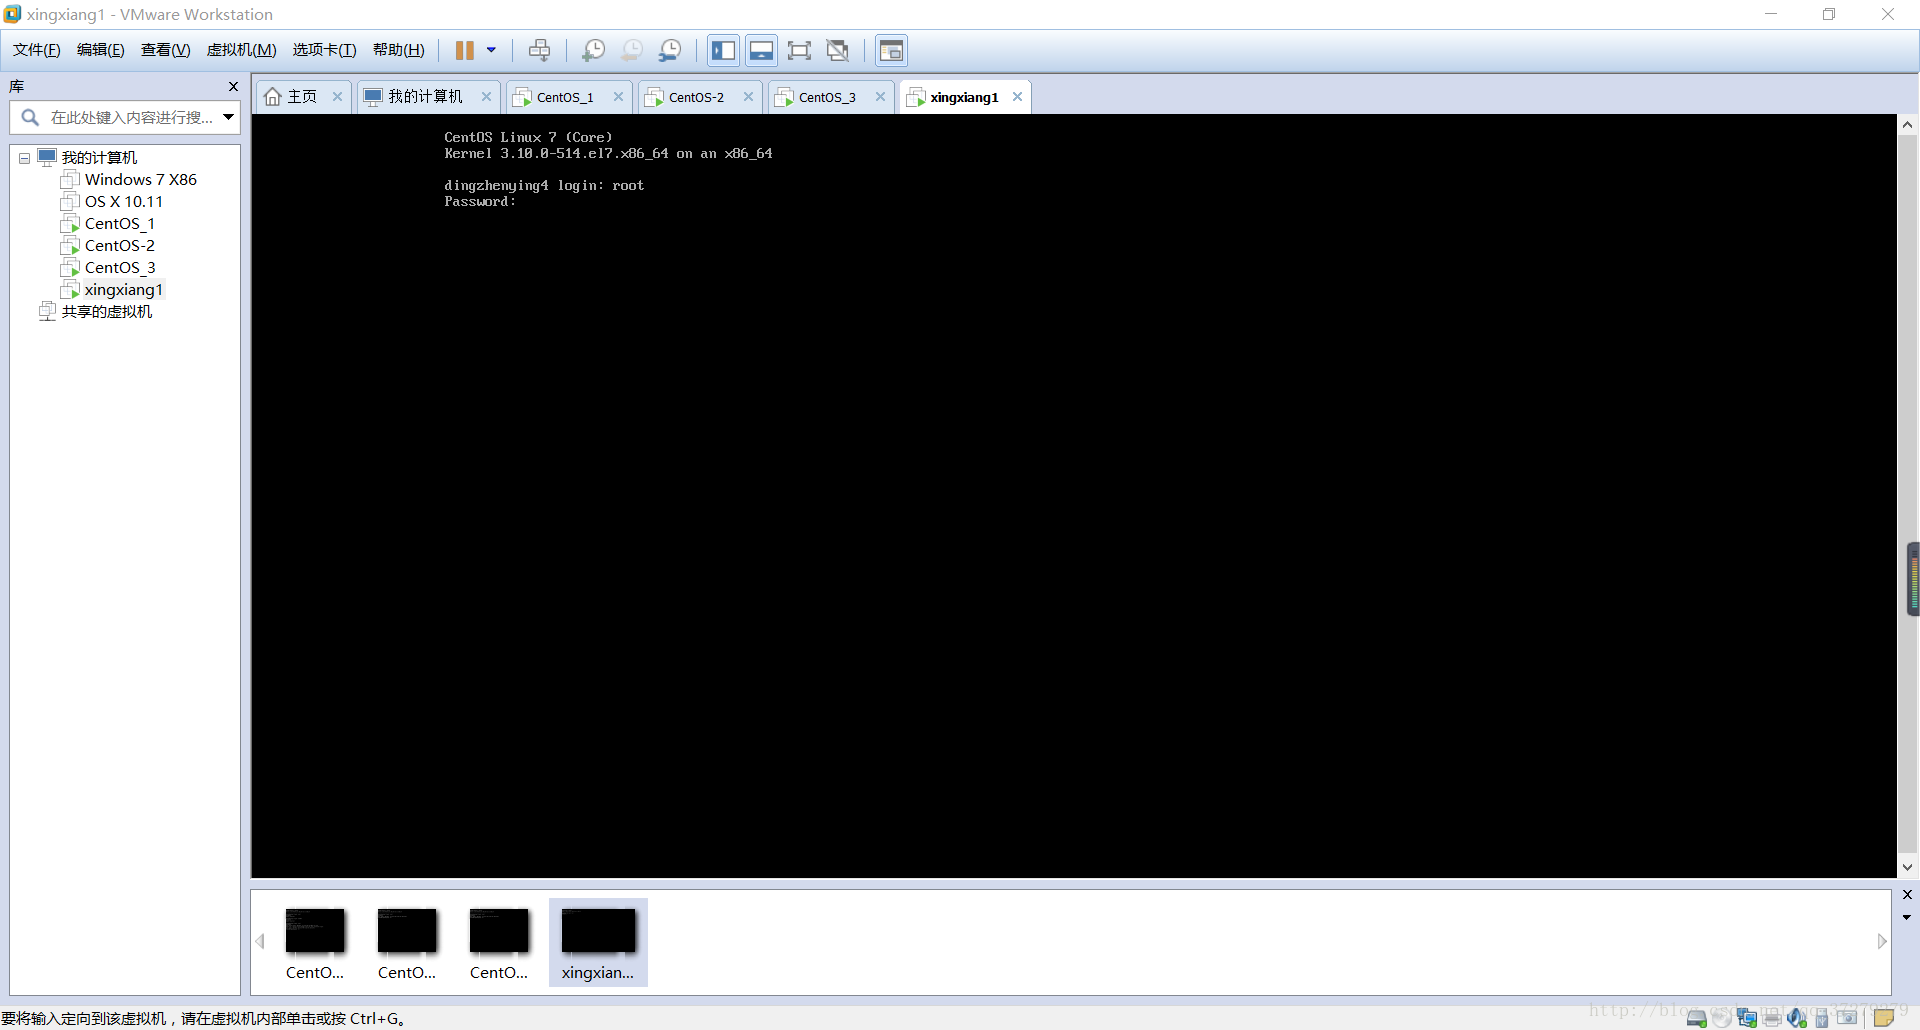 xingxiang1 - VMware Workstation
文件(F) 编辑(E) 查看(V) 虚拟机(M) 选项卡(T) 帮助(H)
库
在此处键入内容进行搜...
我的计算机
Windows 7 X86
OS X 10.11
CentOS_1
CentOS-2
CentOS_3
xingxiang1
共享的虚拟机
主页 我的计算机 CentOS_1 CentOS-2 CentOS_3 xingxiang1
CentOS Linux 7 (Core)
Kernel 3.10.0-514.el7.x86_64 on an x86_64
dingzhenying4 login: root
Password:
CentO... CentO... CentO... xingxian...
要将输入定向到该虚拟机，请在虚拟机内部单击或按 Ctrl+G。